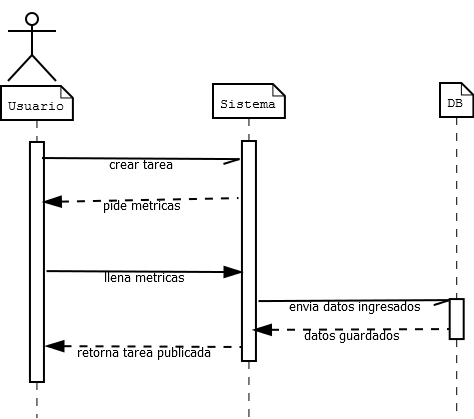 Usuario
Sistema
DB
crear tarea
pide metricas
llena metricas
envia datos ingresados
datos guardados
retorna tarea publicada